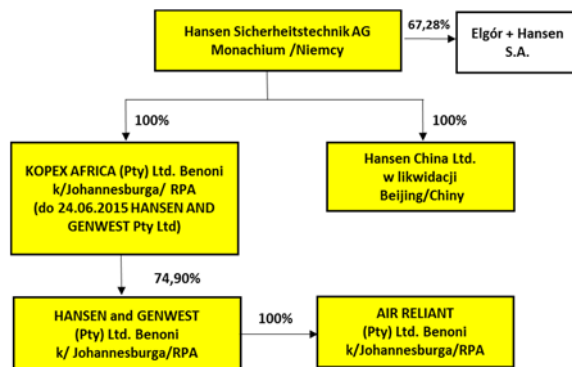 Hansen Sicherheitstechnik AG
Monachium /Niemcy
67,28%
Elgór + Hansen
S.A.
100%
100%
KOPEX AFRICA (Pty) Ltd. Benoni
k/Johannesburga/ RPA
(do 24.06.2015 HANSEN AND
GENWEST Pty Ltd)
Hansen China Ltd.
w likwidacji
Beijing/Chiny
74,90%
HANSEN and GENWEST
(Pty) Ltd. Benoni
k/ Johannesburga/RPA
100%
AIR RELIANT
(Pty) Ltd. Benoni
k/Johannesburga/RPA